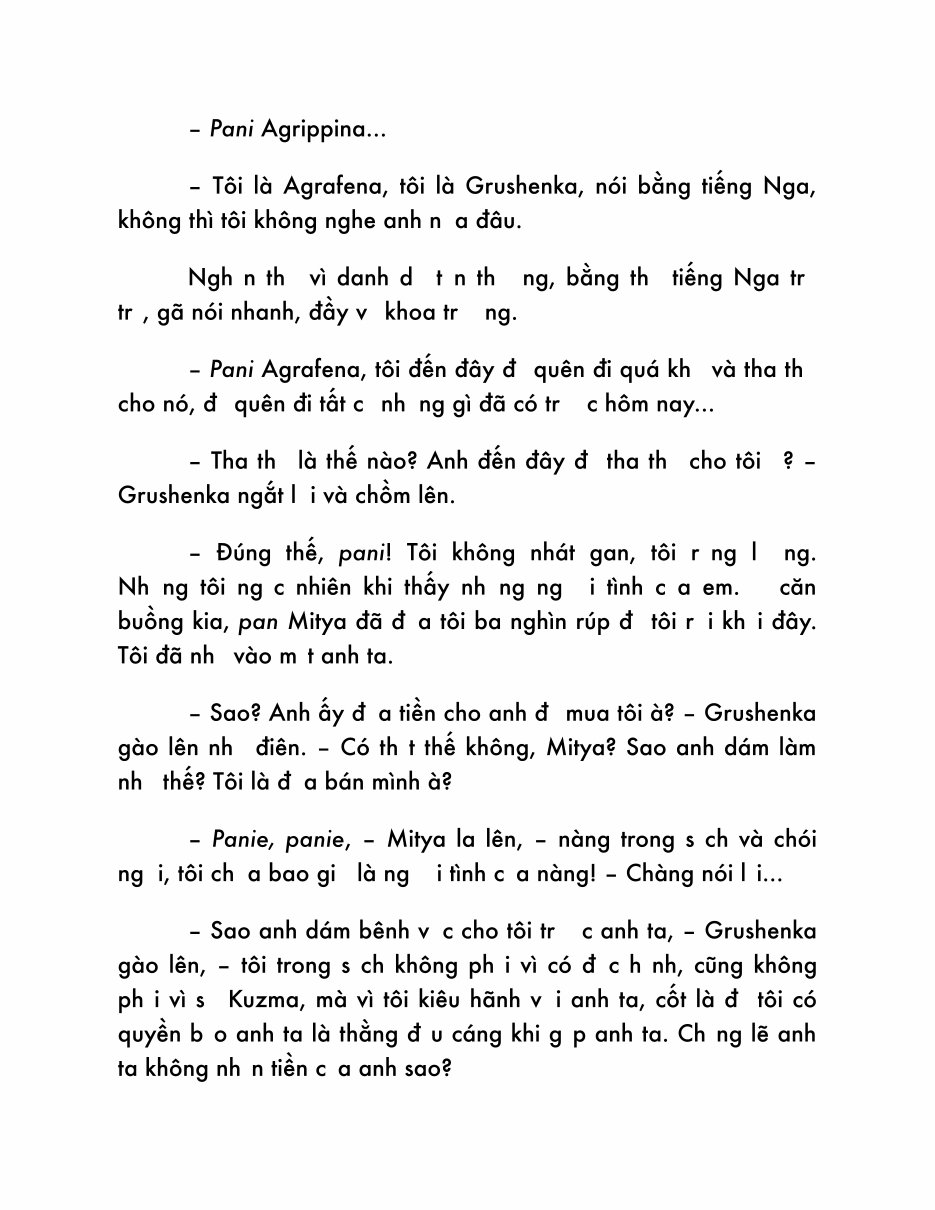 – Pani Agrippina...
– Tôi là Agrafena, tôi là Grushenka, nói bằng tiếng Nga,
không thì tôi không nghe anh n a đâu.
Ngh n th vì danh d t n th ng, bằng th tiếng Nga tr
tr , gã nói nhanh, đầy v khoa tr ng.
– Pani Agrafena, tôi đến đây đ quên đi quá kh và tha th
cho nó, đ quên đi tất c nh ng gì đã có tr c hôm nay...
– Tha th là thế nào? Anh đến đây đ tha th cho tôi ? –
Grushenka ngắt l i và chồm lên.
– Đúng thế, pani! Tôi không nhát gan, tôi r ng l ng.
Nh ng tôi ng c nhiên khi thấy nh ng ng i tình c a em. căn
buồng kia, pan Mitya đã đ a tôi ba nghìn rúp đ tôi r i kh i đây.
Tôi đã nh vào m t anh ta.
– Sao? Anh ấy đ a tiền cho anh đ mua tôi à? – Grushenka
gào lên nh điên. – Có th t thế không, Mitya? Sao anh dám làm
nh thế? Tôi là đ a bán mình à?
– Panie, panie, – Mitya la lên, – nàng trong s ch và chói
ng i, tôi ch a bao gi là ng i tình c a nàng! – Chàng nói l i...
– Sao anh dám bênh v c cho tôi tr c anh ta, – Grushenka
gào lên, – tôi trong s ch không ph i vì có đ c h nh, cũng không
ph i vì s Kuzma, mà vì tôi kiêu hãnh v i anh ta, cốt là đ tôi có
quyền b o anh ta là thằng đ u cáng khi g p anh ta. Ch ng lẽ anh
ta không nh n tiền c a anh sao?